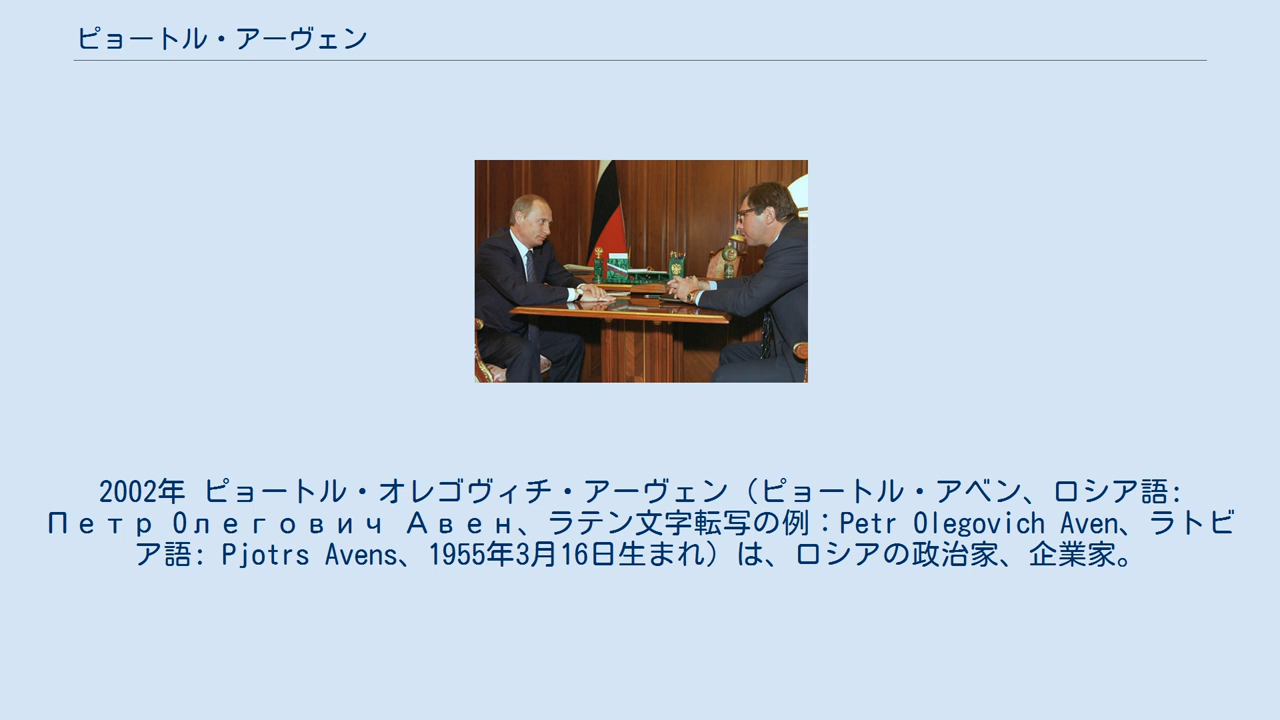 ピョートル・アーヴェン
2002年 ピョートル・オレゴヴィチ・アーヴェン（ピョートル・アベン、ロシア語:
Петр Олегович Авен、ラテン文字転写の例：Petr Olegovich Aven、ラトビ
ア語: Pjotrs Avens、1955年3月16日生まれ）は、ロシアの政治家、企業家。